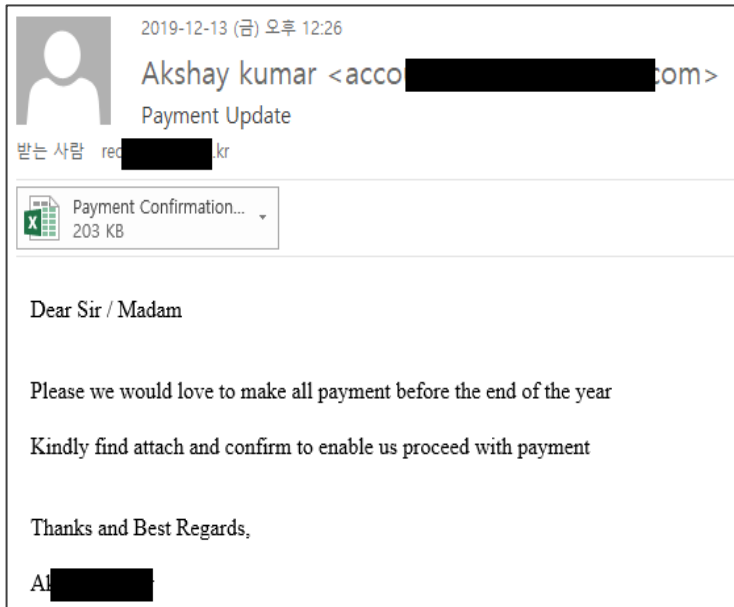 2019-12-13 (금) 오후 12:26
Akshay kumar <acco com>
Payment Update
받는 사람 rec .kr
Payment Confirmation...
203 KB
Dear Sir / Madam
Please we would love to make all payment before the end of the year
Kindly find attach and confirm to enable us proceed with payment
Thanks and Best Regards,
Ak